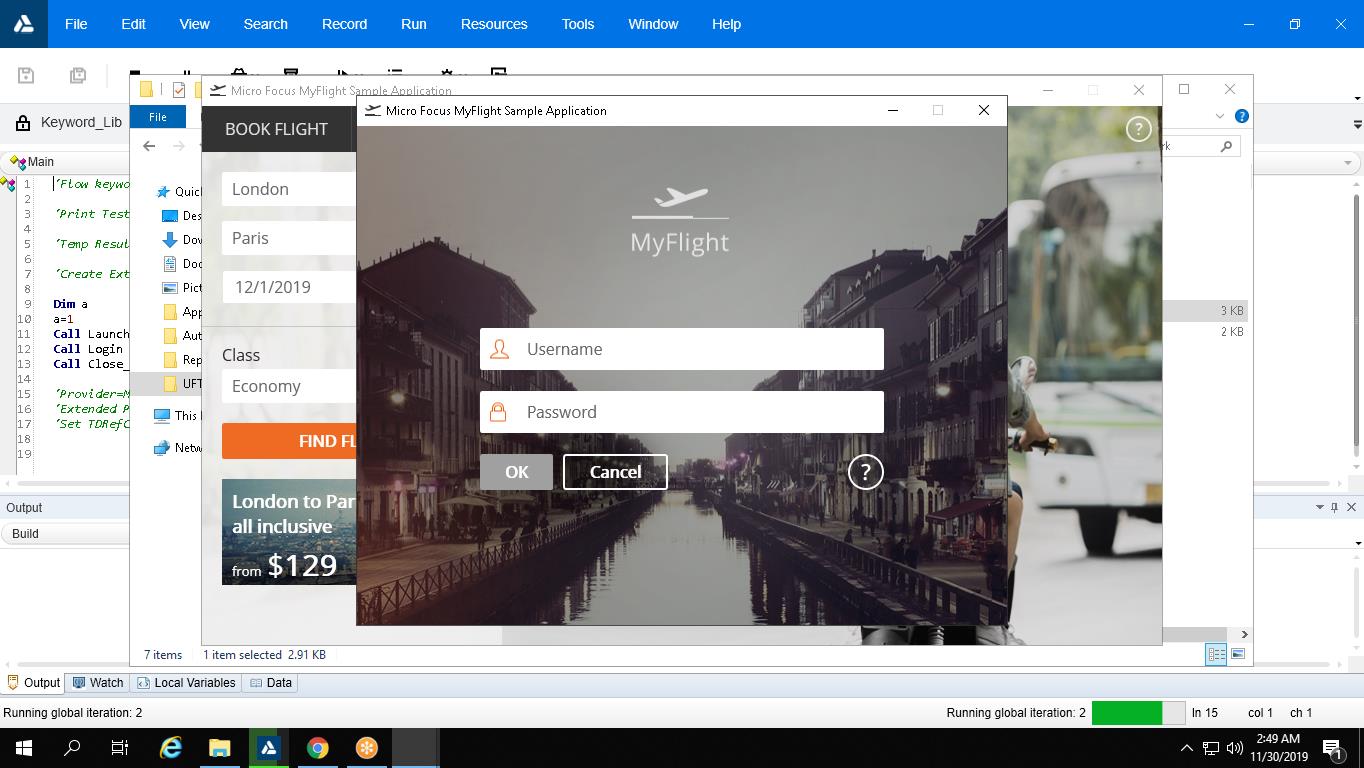 File Edit View Search Record Run Resources Tools Window Help
Micro Focus MyFlight Sample Application
Micro Focus MyFlight Sample Application
File
BOOK FLIGHT
?
?
Keyword_Lib
Main
London
Paris
12/1/2019
Class
Economy
FIND FL
London to Par
all inclusive
from $129
MyFlight
Username
Password
OK
Cancel
?
1 'Flow keywo
2
3 'Print Test
4
5 'Temp Resul
6
7 'Create Ext
8
9 Dim a
10 a=1
11 Call Launch
12 Call Login
13 Call Close_
14
15 'Provider=M
16 'Extended P
17 'Set TDRefC
18
19
Quic
Des
Dow
Doc
Pict
App
Aut
Rep
UFT
This
Netw
rk
3 KB
2 KB
Output
Build
7 items 1 item selected 2.91 KB
Output Watch Local Variables Data
Running global iteration: 2
Running global iteration: 2
ln 15 col 1 ch 1
2:49 AM
11/30/2019
1